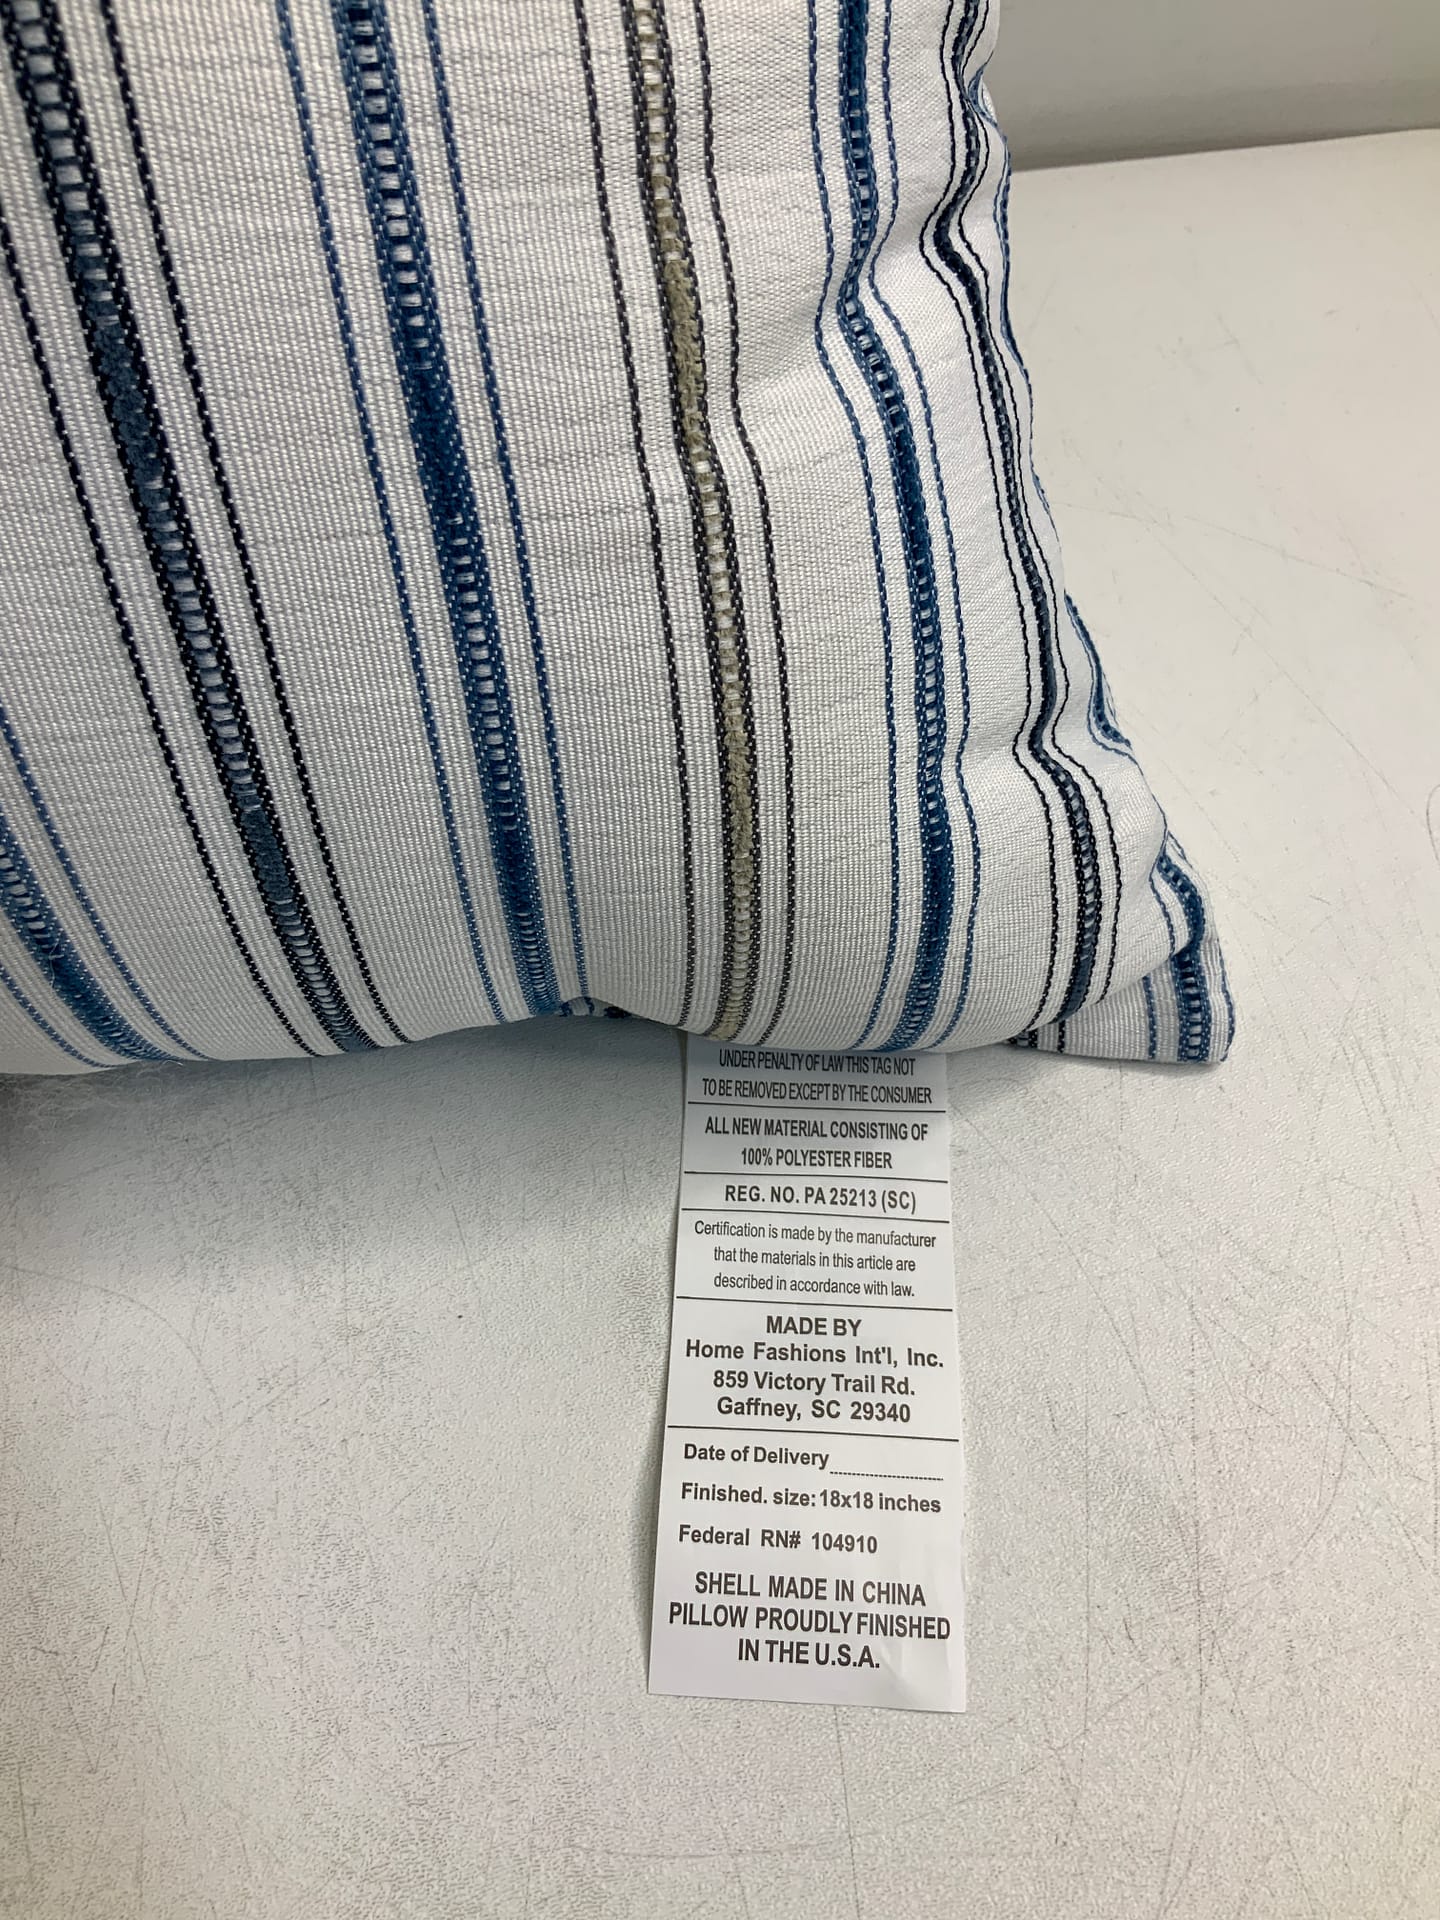 UNDER PENALTY OF LAW THIS TAG NOT
TO BE REMOVED EXCEPT BY THE CONSUMER
ALL NEW MATERIAL CONSISTING OF
100% POLYESTER FIBER
REG. NO. PA 25213 (SC)
Certification is made by the manufacturer
that the materials in this article are
described in accordance with law.
MADE BY
Home Fashions Int'l, Inc.
859 Victory Trail Rd.
Gaffney, SC 29340
Date of Delivery
Finished. size: 18x18 inches
Federal RN# 104910
SHELL MADE IN CHINA
PILLOW PROUDLY FINISHED
IN THE U.S.A.